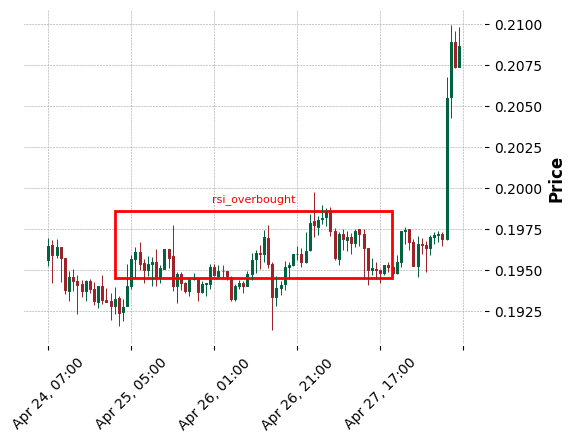 0.2100
0.2075
0.2050
0.2025
0.2000
0.1975
0.1950
0.1925
Price
rsi_overbought
Apr 24, 07:00
Apr 25, 05:00
Apr 26, 01:00
Apr 26, 21:00
Apr 27, 17:00